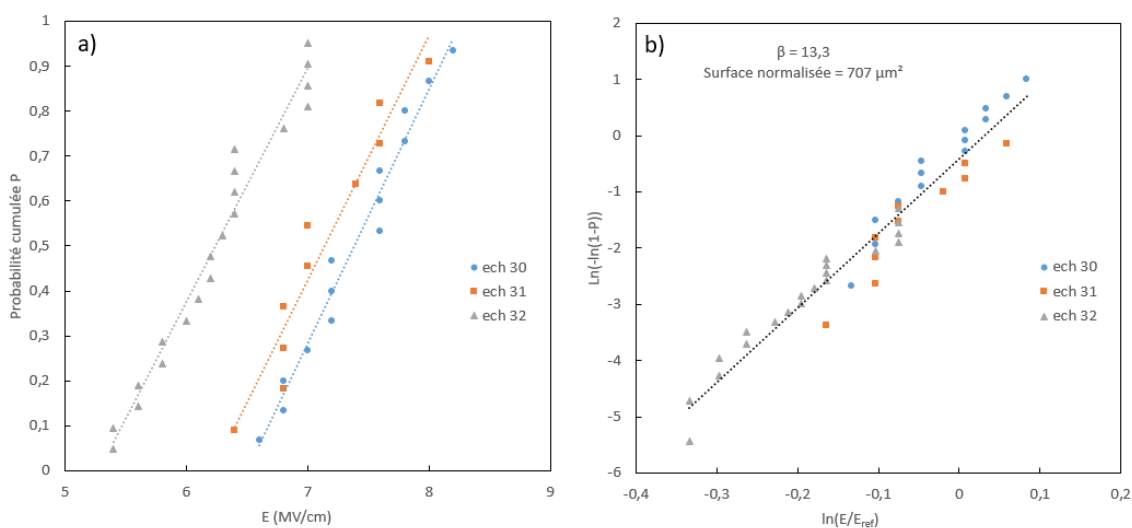 a)
Probabilité cumulée P
1
0,9
0,8
0,7
0,6
0,5
0,4
0,3
0,2
0,1
0
5
6
7
8
9
E (MV/cm)
ech 30
ech 31
ech 32
b)
β = 13,3
Surface normalisée = 707 µm²
Ln(-ln(1-P))
2
1
0
-1
-2
-3
-4
-5
-6
-0,4
-0,3
-0,2
-0,1
0
0,1
0,2
ln(E/Eref)
ech 30
ech 31
ech 32